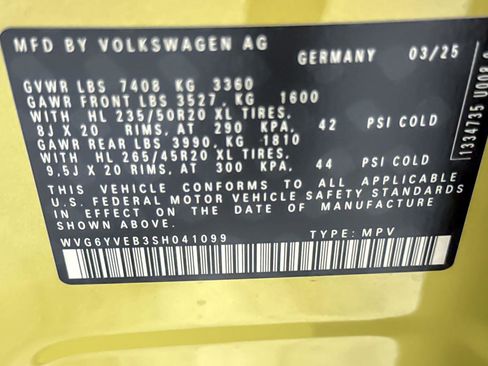 MFD BY VOLKSWAGEN AG GERMANY 03/25
GVWR LBS 7408 KG 3360
GAWR FRONT LBS 3527, KG 1600
WITH HL 235/50R20 XL TIRES,
8J X 20 RIMS, AT 290 KPA, 42 PSI COLD
GAWR REAR LBS 3990, KG 1810
WITH HL 265/45R20 XL TIRES,
9,5J X 20 RIMS, AT 300 KPA, 44 PSI COLD
THIS VEHICLE CONFORMS TO ALL APPLICABLE
U.S. FEDERAL MOTOR VEHICLE SAFETY STANDARDS
IN EFFECT ON THE DATE OF MANUFACTURE
SHOWN ABOVE.
WVG6YVEB3SH041099 TYPE: MPV
1334735